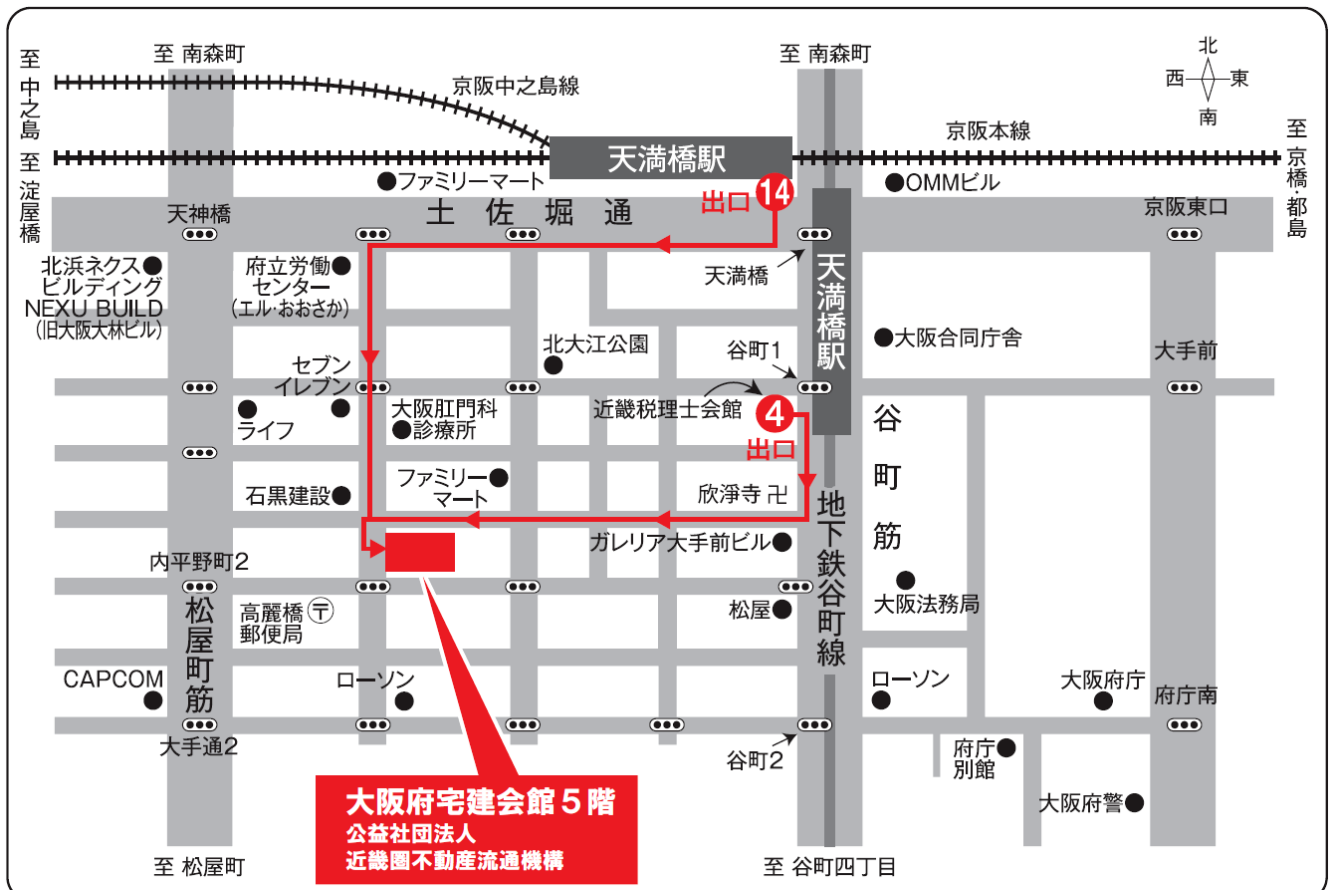 至 南森町
至 南森町
北
西
東
南
至 中之島
京阪中之島線
京阪本線
至 京橋・都島
天満橋駅
至 淀屋橋
ファミリーマート
出口
14
OMMビル
天神橋
土佐堀通
京阪東口
北浜ネクス
ビルディング
NEXU BUILD
(旧大阪大林ビル)
府立労働
センター
(エル・おおさか)
天満橋
天満橋駅
北大江公園
谷町1
大阪合同庁舎
大手前
セブン
イレブン
ライフ
大阪肛門科
診療所
近畿税理士会館
4
出口
谷町筋
石黒建設
ファミリー
マート
欣淨寺 卍
地下鉄谷町線
ガレリア大手前ビル
内平野町2
松屋町筋
高麗橋
郵便局
〒
松屋
大阪法務局
CAPCOM
ローソン
ローソン
大阪府庁
府庁南
大手通2
谷町2
府庁
別館
大阪府警
大阪府宅建会館5階
公益社団法人
近畿圏不動産流通機構
至 松屋町
至 谷町四丁目